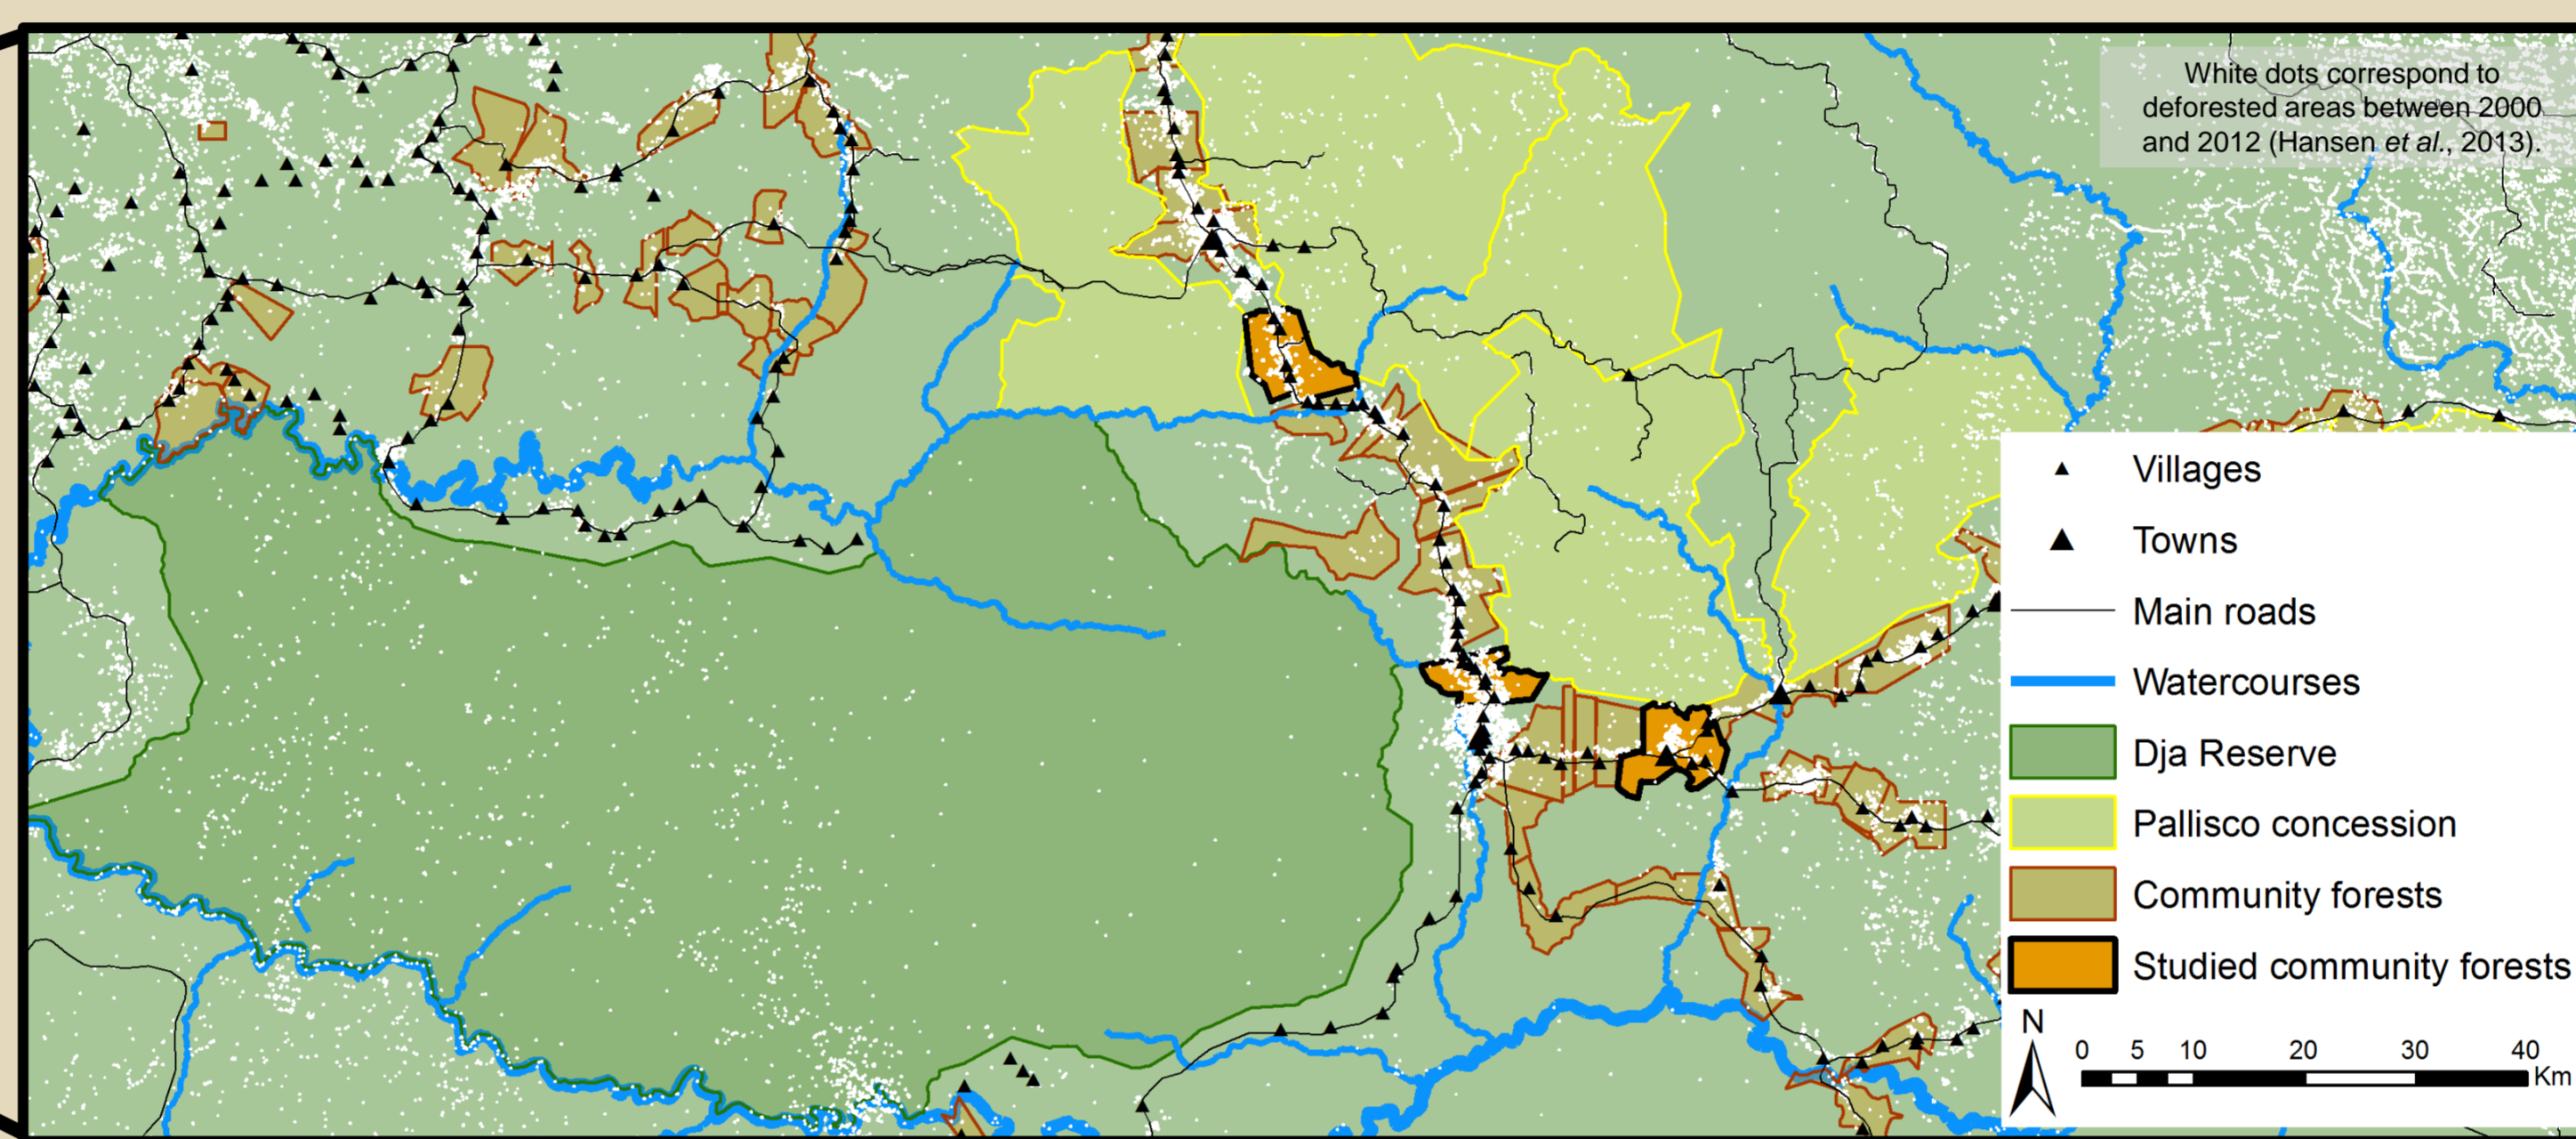 White dots correspond to
deforested areas between 2000
and 2012 (Hansen et al., 2013).
Villages
Towns
Main roads
Watercourses
Dja Reserve
Pallisco concession
Community forests
Studied community forests
N
0 5 10 20 30 40
Km